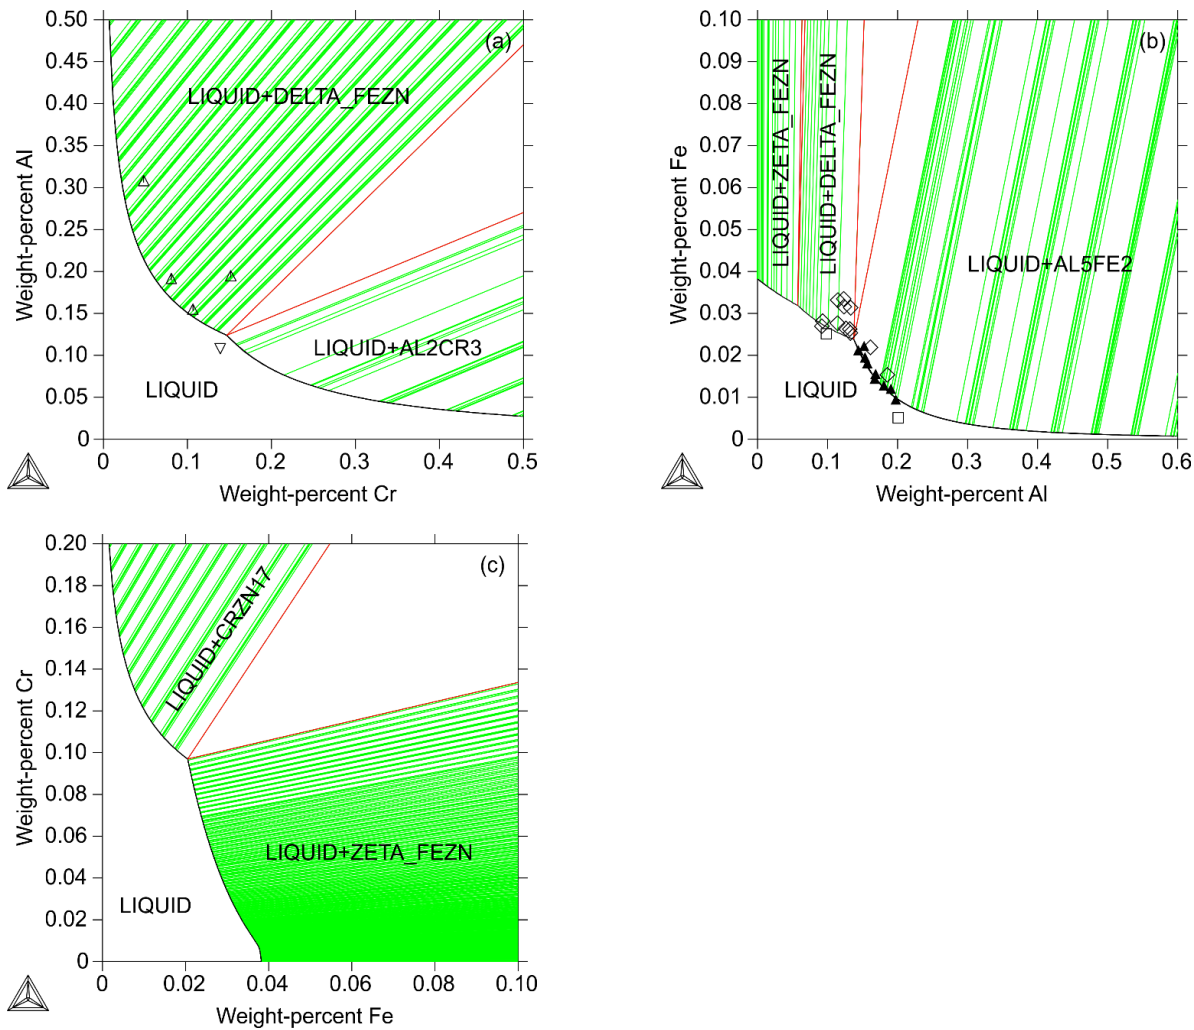 (a)
0.50
0.45
0.40
0.35
0.30
0.25
0.20
0.15
0.10
0.05
0
Weight-percent Al
LIQUID+DELTA_FEZN
LIQUID+AL2CR3
LIQUID
0 0.1 0.2 0.3 0.4 0.5
Weight-percent Cr
(b)
0.10
0.09
0.08
0.07
0.06
0.05
0.04
0.03
0.02
0.01
0
Weight-percent Fe
LIQUID+ZETA_FEZN
LIQUID+DELTA_FEZN
LIQUID+AL5FE2
LIQUID
0 0.1 0.2 0.3 0.4 0.5 0.6
Weight-percent Al
(c)
0.20
0.18
0.16
0.14
0.12
0.10
0.08
0.06
0.04
0.02
0
Weight-percent Cr
LIQUID+CRZN17
LIQUID+ZETA_FEZN
LIQUID
0 0.02 0.04 0.06 0.08 0.10
Weight-percent Fe